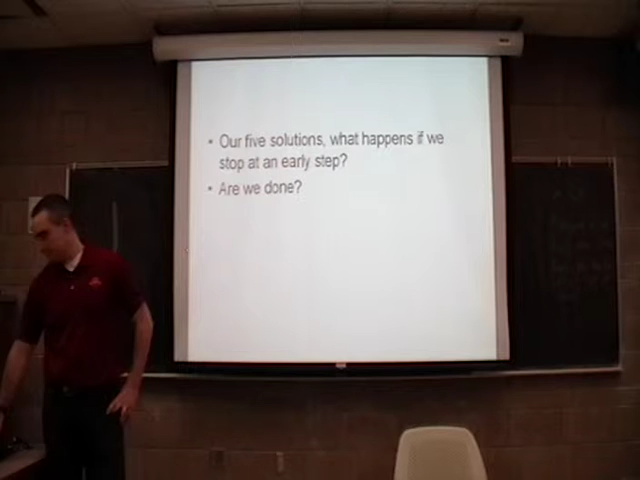 • Our five solutions, what happens if we
stop at an early step?
• Are we done?